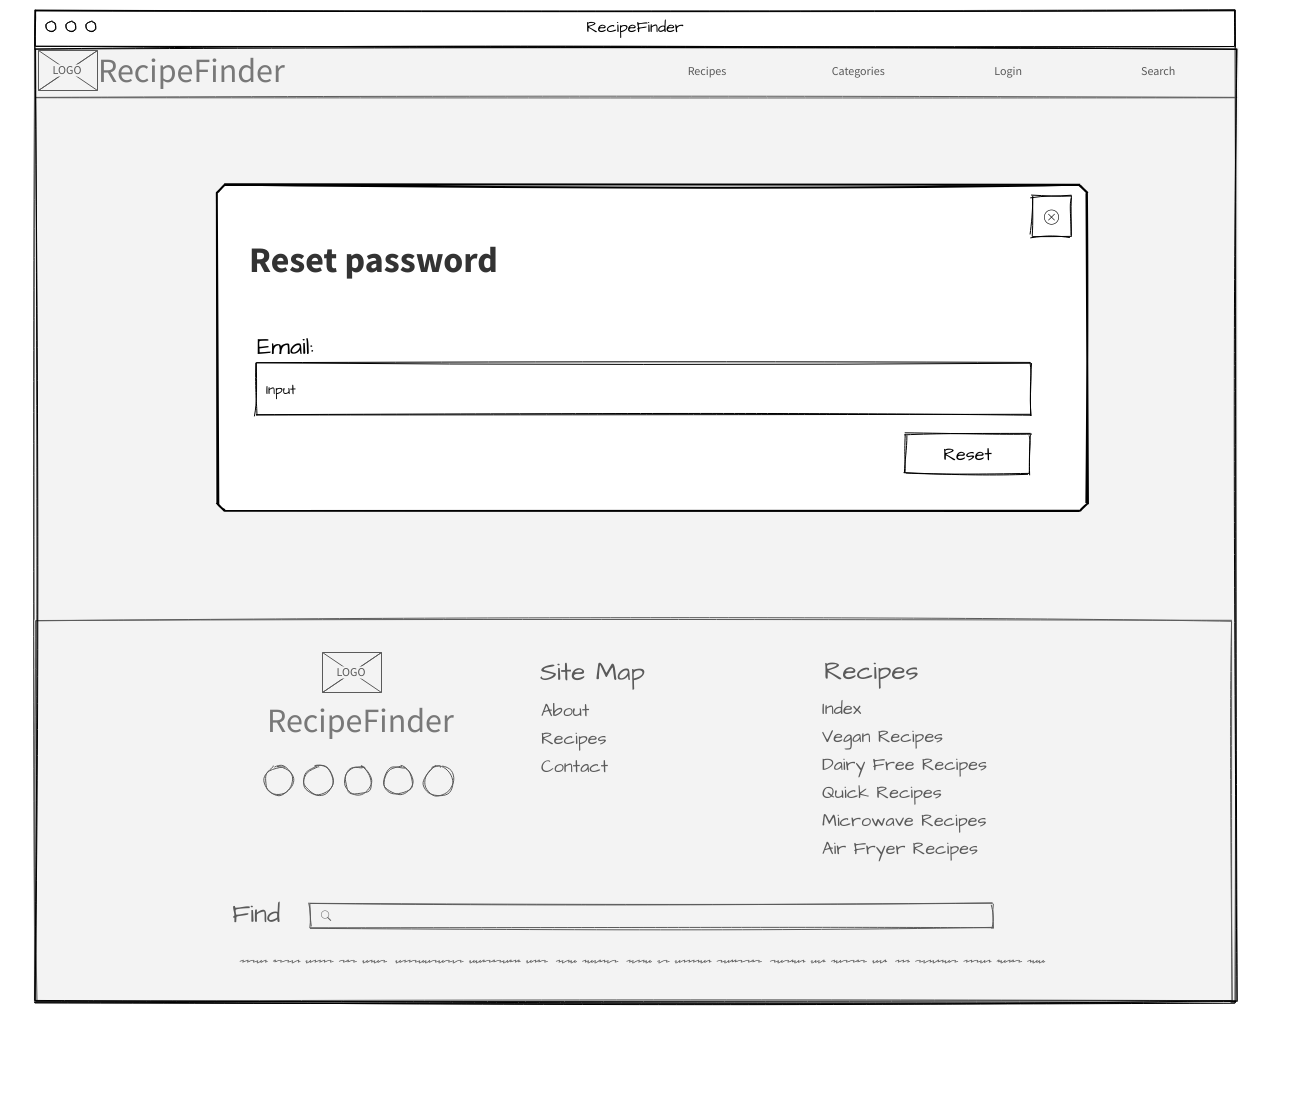 RecipeFinder
LOGO RecipeFinder Recipes Categories Login Search
Reset password
Email:
Input
Reset
LOGO
RecipeFinder
Site Map
About
Recipes
Contact
Recipes
Index
Vegan Recipes
Dairy Free Recipes
Quick Recipes
Microwave Recipes
Air Fryer Recipes
Find